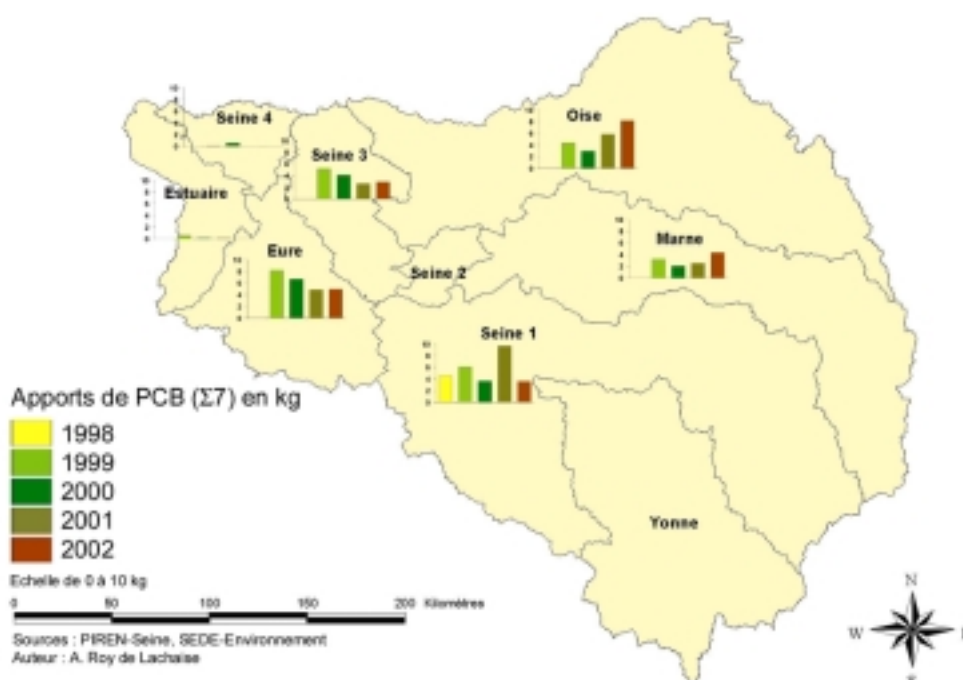 Seine 4
Oise
Seine 3
Estuaire
Marne
Eure
Seine 2
Seine 1
Apports de PCB (Σ7) en kg
1998
1999
2000
2001
2002
Yonne
Echelle de 0 à 10 kg
0 50 100 150 200 Kilomètres
Sources : PIREN-Seine, SEDE-Environnement
Auteur : A. Roy de Lachaise
N
W